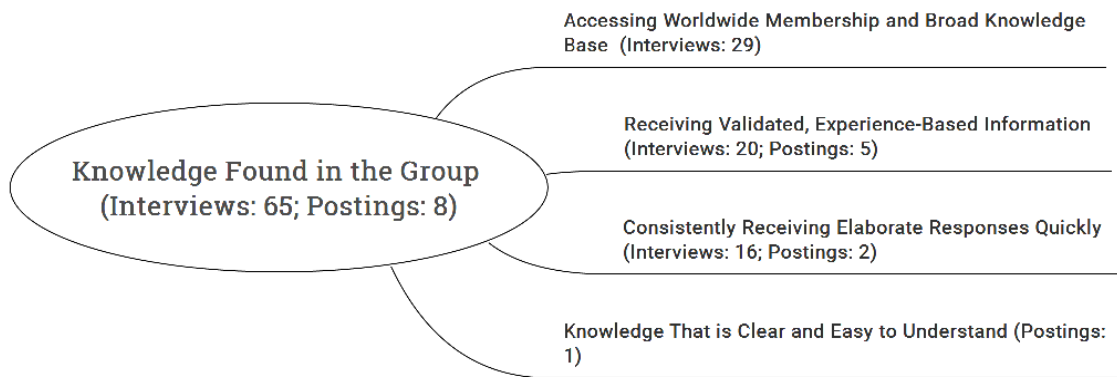 Accessing Worldwide Membership and Broad Knowledge
Base (Interviews: 29)
Knowledge Found in the Group
(Interviews: 65; Postings: 8)
Receiving Validated, Experience-Based Information
(Interviews: 20; Postings: 5)
Consistently Receiving Elaborate Responses Quickly
(Interviews: 16; Postings: 2)
Knowledge That is Clear and Easy to Understand (Postings:
1)